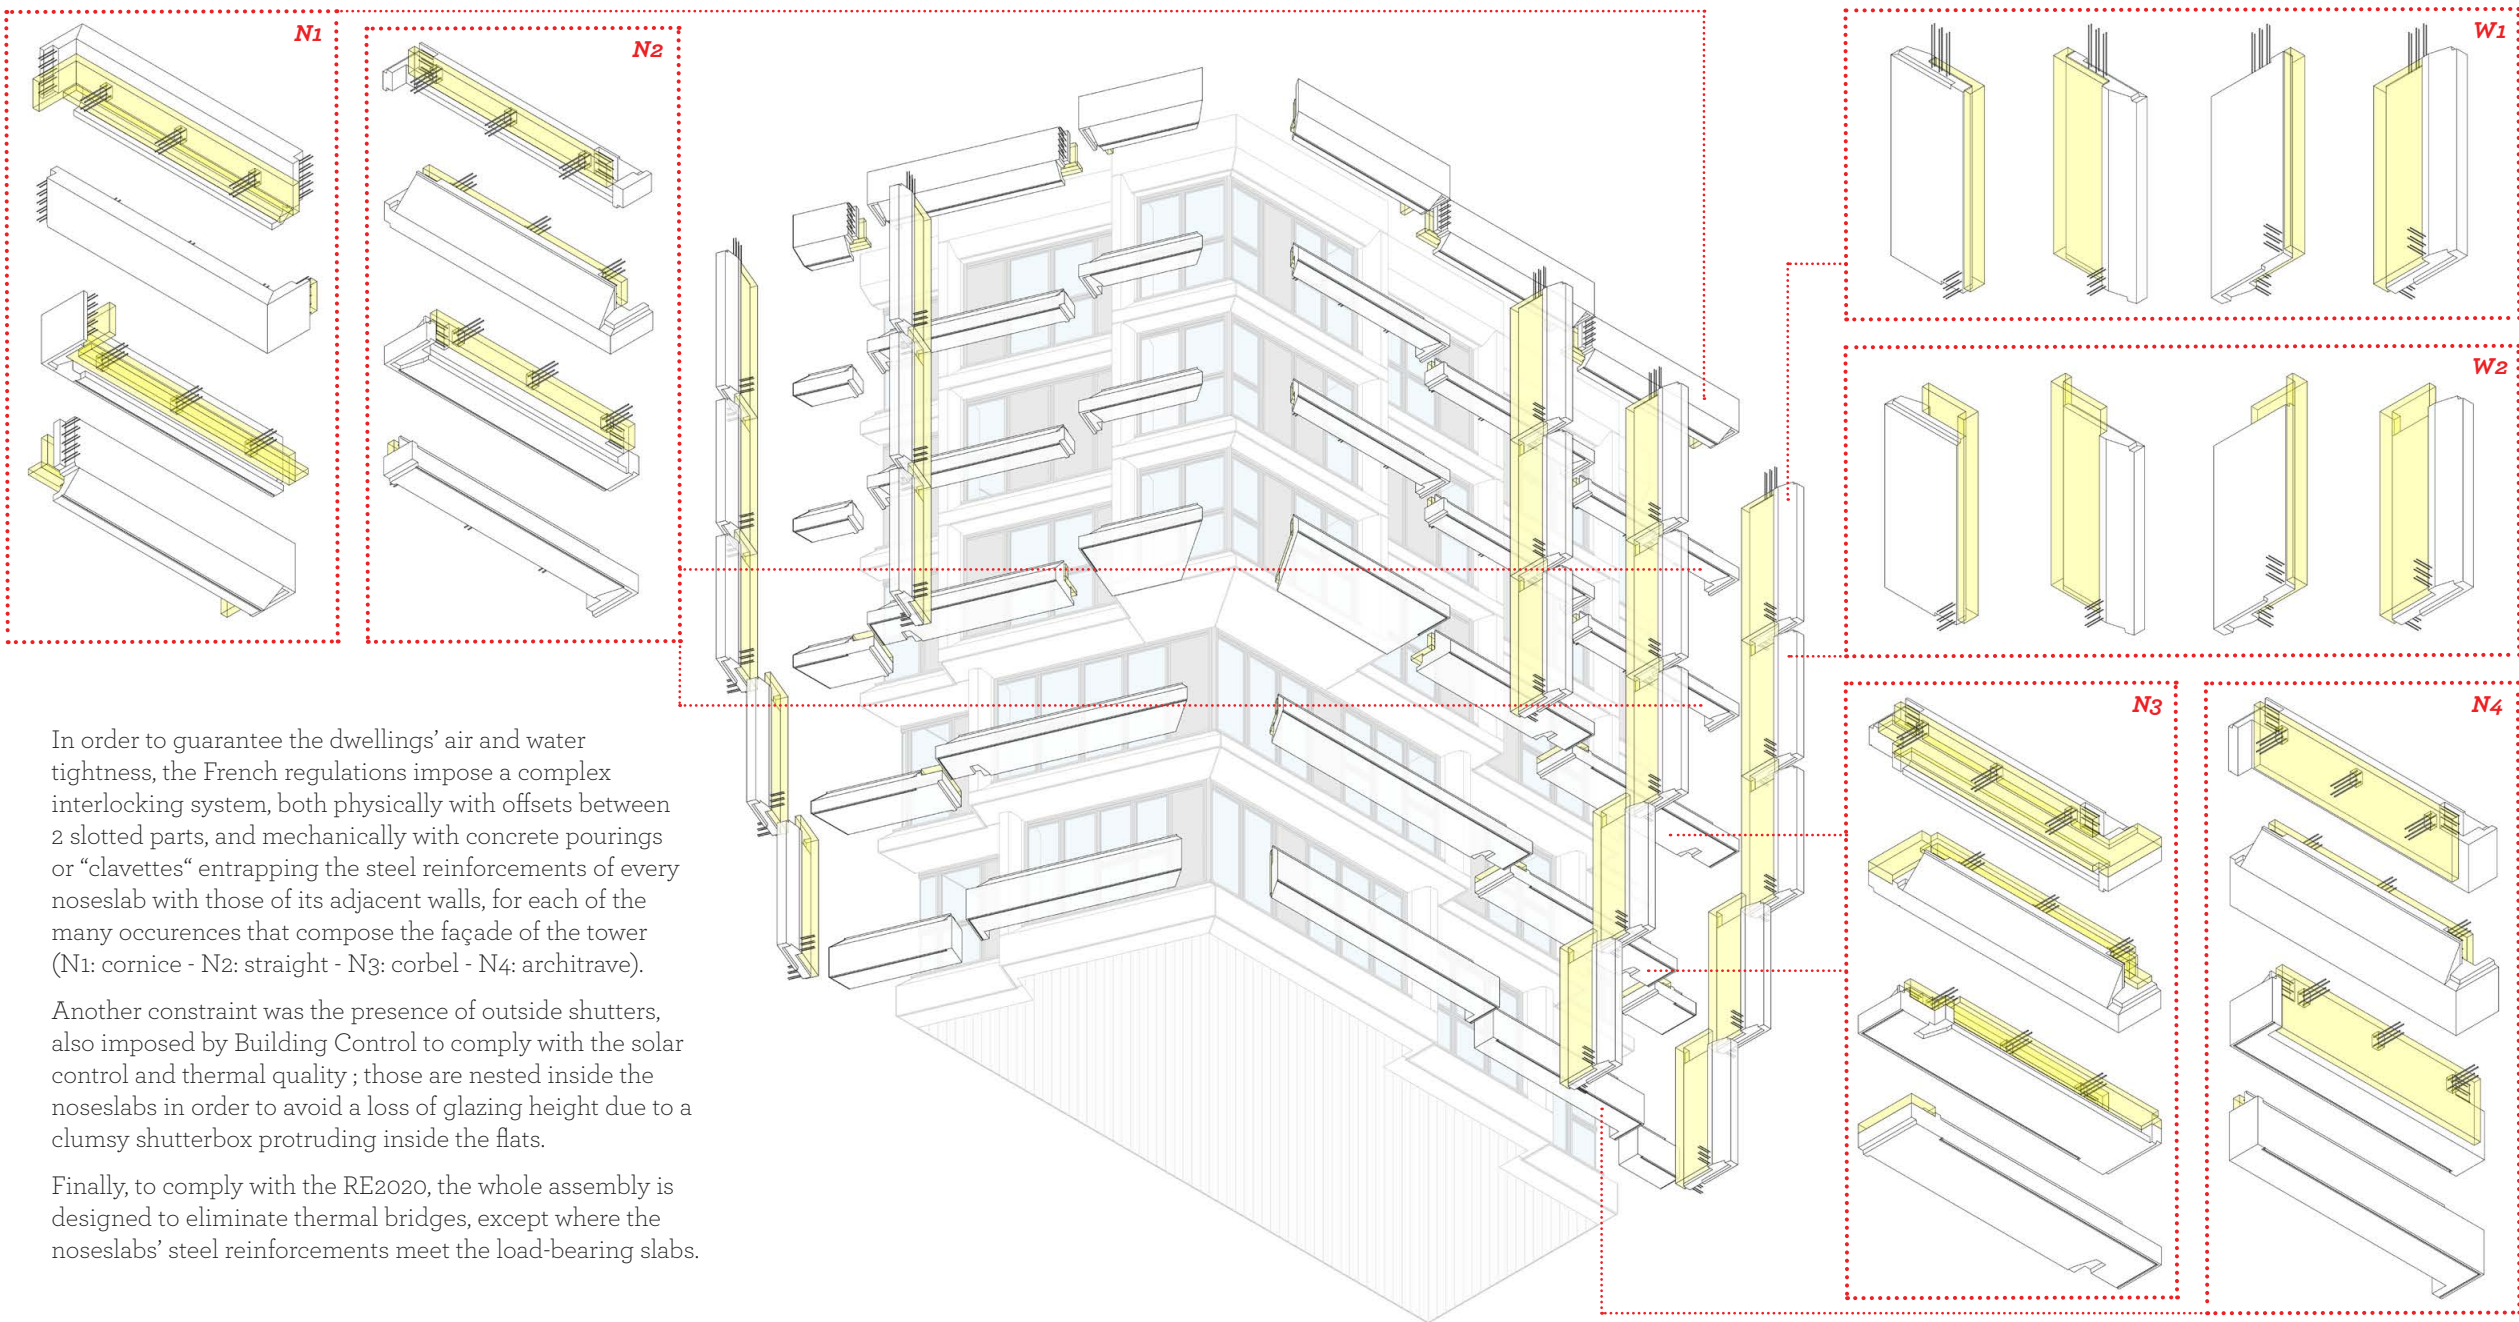 N1
N2
W1
W2
N3
N4
In order to guarantee the dwellings’ air and water
tightness, the French regulations impose a complex
interlocking system, both physically with offsets between
2 slotted parts, and mechanically with concrete pourings
or “clavettes“ entrapping the steel reinforcements of every
noseslab with those of its adjacent walls, for each of the
many occurences that compose the façade of the tower
(N1: cornice - N2: straight - N3: corbel - N4: architrave).
Another constraint was the presence of outside shutters,
also imposed by Building Control to comply with the solar
control and thermal quality ; those are nested inside the
noseslabs in order to avoid a loss of glazing height due to a
clumsy shutterbox protruding inside the flats.
Finally, to comply with the RE2020, the whole assembly is
designed to eliminate thermal bridges, except where the
noseslabs’ steel reinforcements meet the load-bearing slabs.